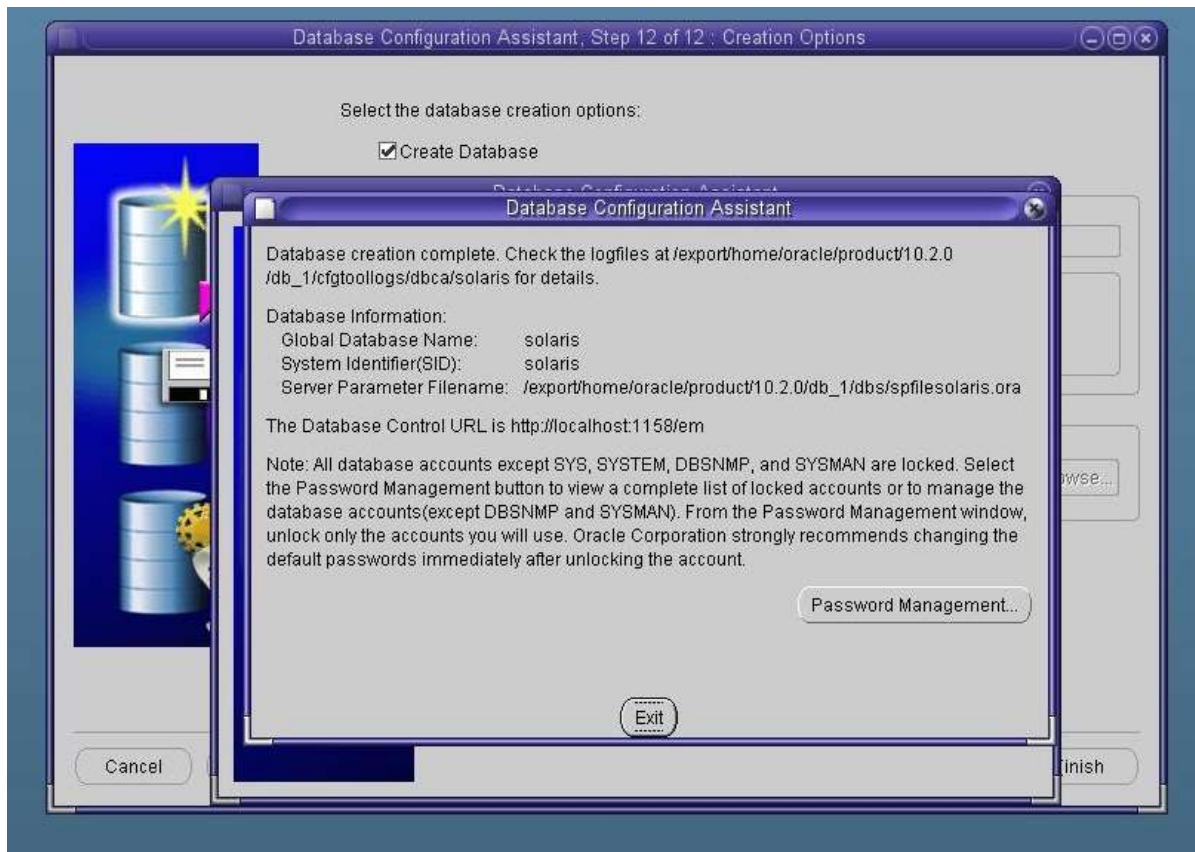 Database Configuration Assistant, Step 12 of 12 : Creation Options
Select the database creation options:
Create Database
Database Configuration Assistant
Database Configuration Assistant
Database creation complete. Check the logfiles at /export/home/oracle/product/10.2.0
/db_1/cfgtoollogs/dbca/solaris for details.
Database Information:
Global Database Name: solaris
System Identifier(SID): solaris
Server Parameter Filename: /export/home/oracle/product/10.2.0/db_1/dbs/spfilesolaris.ora
The Database Control URL is http://localhost:1158/em
Note: All database accounts except SYS, SYSTEM, DBSNMP, and SYSMAN are locked. Select
the Password Management button to view a complete list of locked accounts or to manage the
database accounts(except DBSNMP and SYSMAN). From the Password Management window,
unlock only the accounts you will use. Oracle Corporation strongly recommends changing the
default passwords immediately after unlocking the account.
owse...
Password Management...
Exit
Cancel
inish